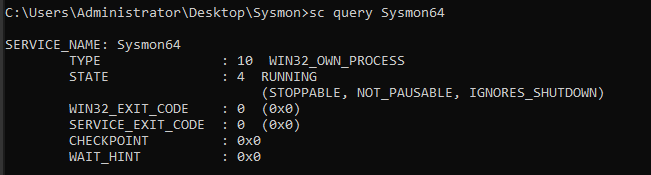 C:\Users\Administrator\Desktop\Sysmon>sc query Sysmon64
SERVICE_NAME: Sysmon64
        TYPE               : 10  WIN32_OWN_PROCESS
        STATE              : 4  RUNNING
                                (STOPPABLE, NOT_PAUSABLE, IGNORES_SHUTDOWN)
        WIN32_EXIT_CODE    : 0  (0x0)
        SERVICE_EXIT_CODE  : 0  (0x0)
        CHECKPOINT         : 0x0
        WAIT_HINT          : 0x0